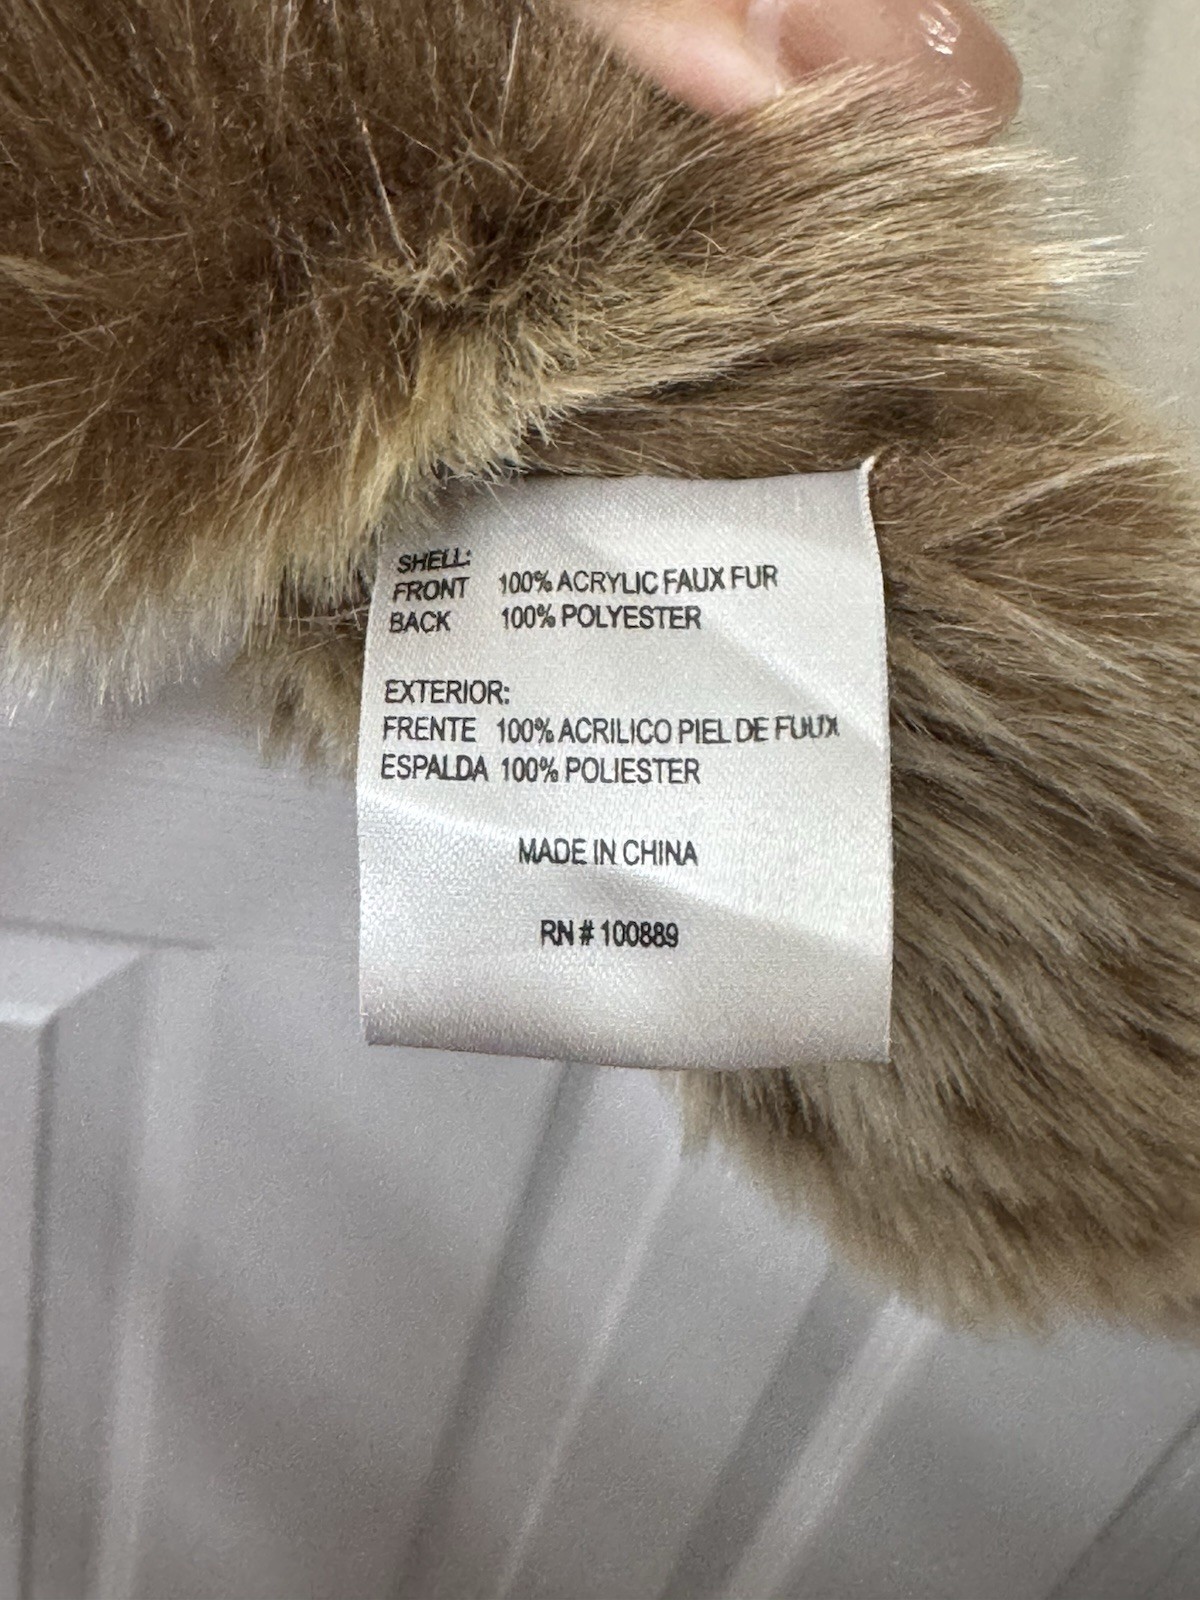 SHELL:
FRONT 100% ACRYLIC FAUX FUR
BACK 100% POLYESTER
EXTERIOR:
FRENTE 100% ACRILICO PIEL DE FUUX
ESPALDA 100% POLIESTER
MADE IN CHINA
RN # 100889